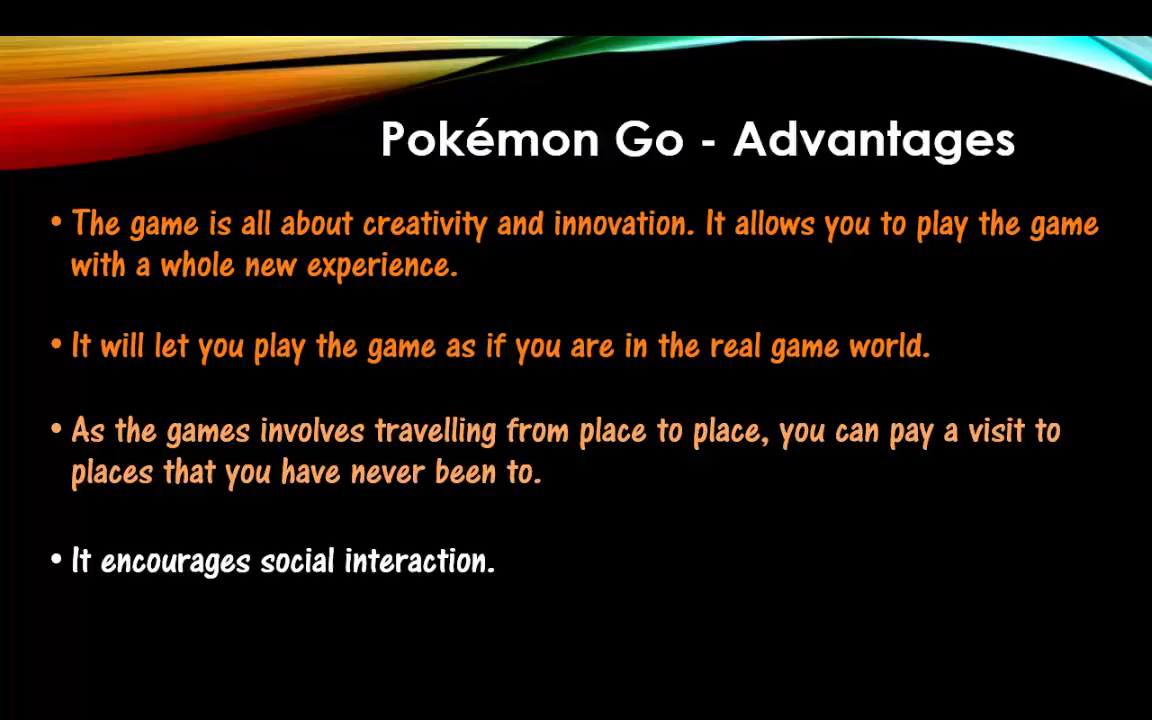 Pokémon Go - Advantages
• The game is all about creativity and innovation. It allows you to play the game
with a whole new experience.
• It will let you play the game as if you are in the real game world.
• As the games involves travelling from place to place, you can pay a visit to
places that you have never been to.
• It encourages social interaction.